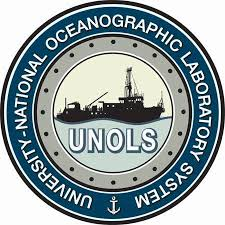 UNIVERSITY-NATIONAL OCEANOGRAPHIC LABORATORY SYSTEM
UNOLS